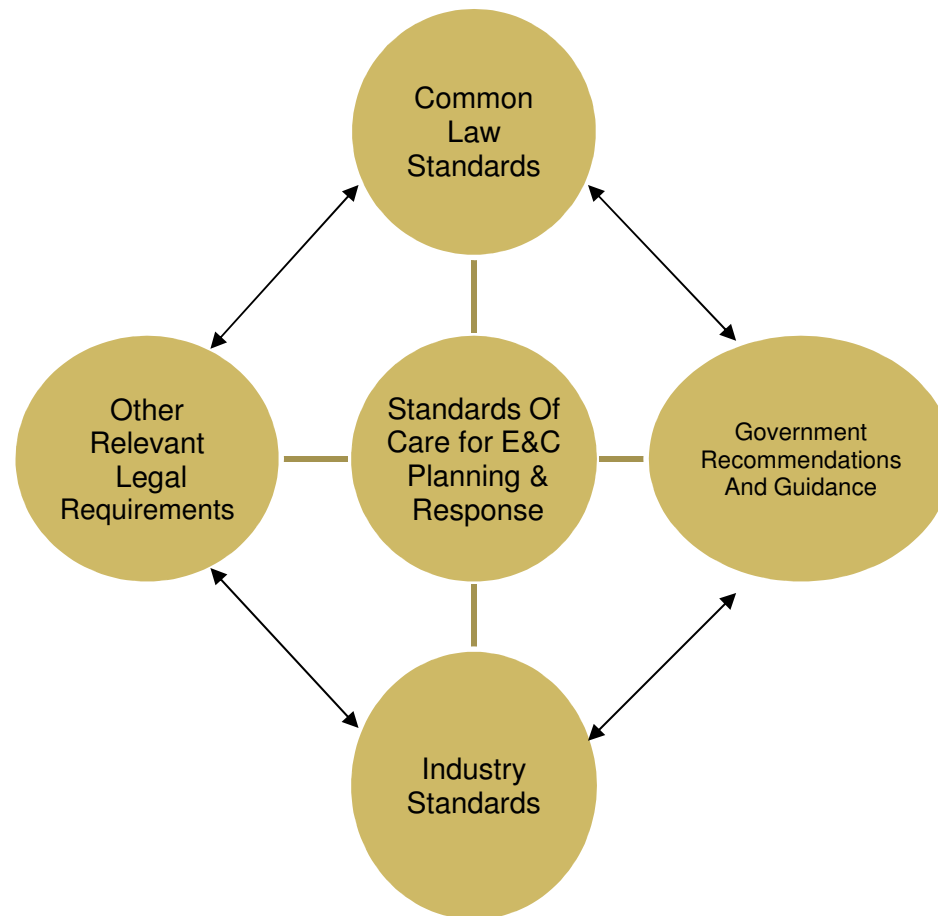 Common
Law
Standards
Other
Relevant
Legal
Requirements
Standards Of
Care for E&C
Planning &
Response
Government
Recommendations
And Guidance
Industry
Standards